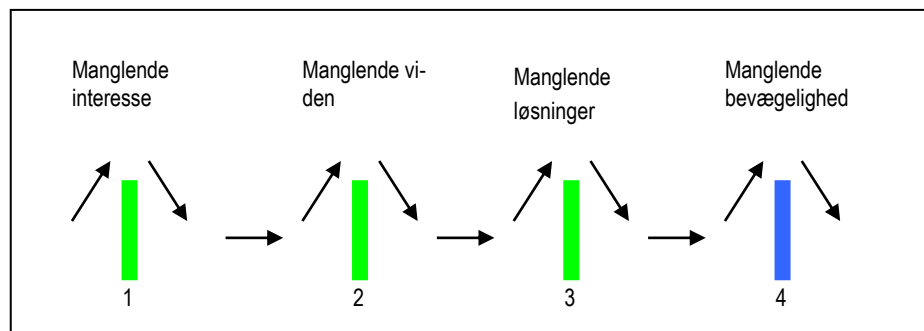 Manglende
interesse
Manglende vi-
den
Manglende
løsninger
Manglende
bevægelighed
1
2
3
4